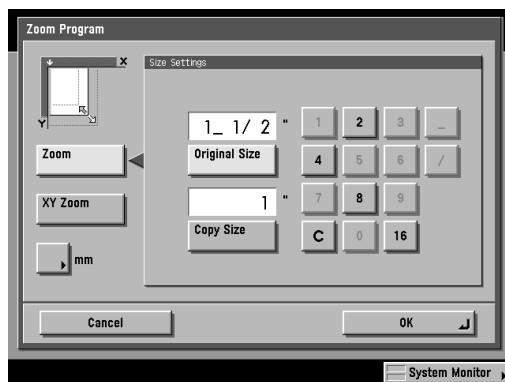 Zoom Program
X
Size Settings
Y
1_ 1/ 2 "
1 2 3 _
Zoom
Original Size
4 5 6 /
XY Zoom
1 "
7 8 9
Copy Size
C 0 16
mm
Cancel
OK
System Monitor